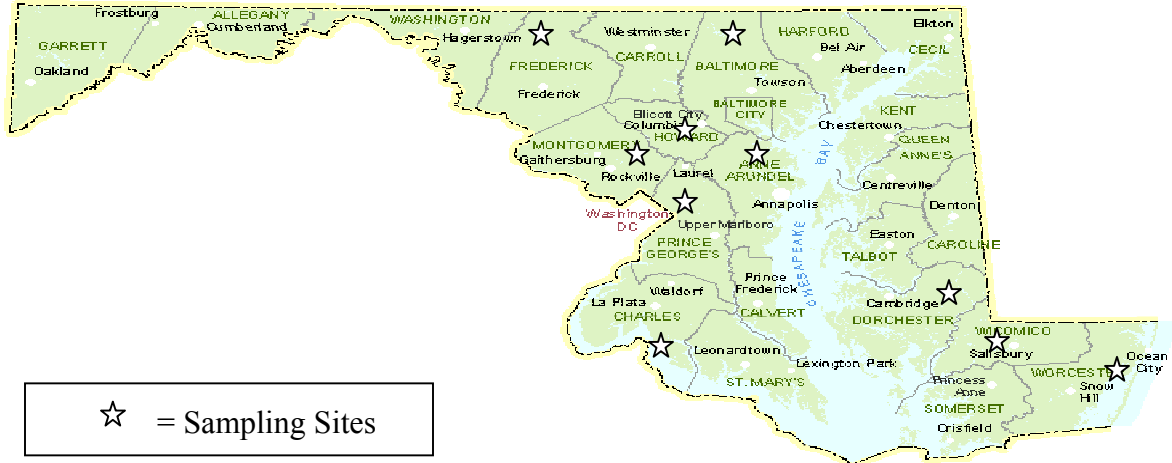 Frostburg
ALLEGANY
Cumberland
GARRETT
Oakland
WASHINGTON
Hagerstown
FREDERICK
Frederick
Westminster
CARROLL
BALTIMORE
Towson
BALTIMORE
CITY
HARFORD
Bel Air
Aberdeen
Elkton
CECIL
KENT
Chestertown
QUEEN
ANNE'S
Centreville
Ellicott City
Columbia
HOWARD
MONTGOMERY
Gaithersburg
Rockville
Laurel
ANNE
ARUNDEL
Annapolis
Washington
DC
Upper Marlboro
PRINCE
GEORGE'S
CHESAPEAKE
BAY
Denton
Easton
CAROLINE
TALBOT
Prince
Frederick
CALVERT
Waldorf
La Plata
CHARLES
Leonardtown
Lexington Park
ST. MARY'S
Cambridge
DORCHESTER
WICOMICO
Salisbury
Ocean
City
WORCESTER
Snow
Hill
Princess
Anne
SOMERSET
Crisfield
= Sampling Sites